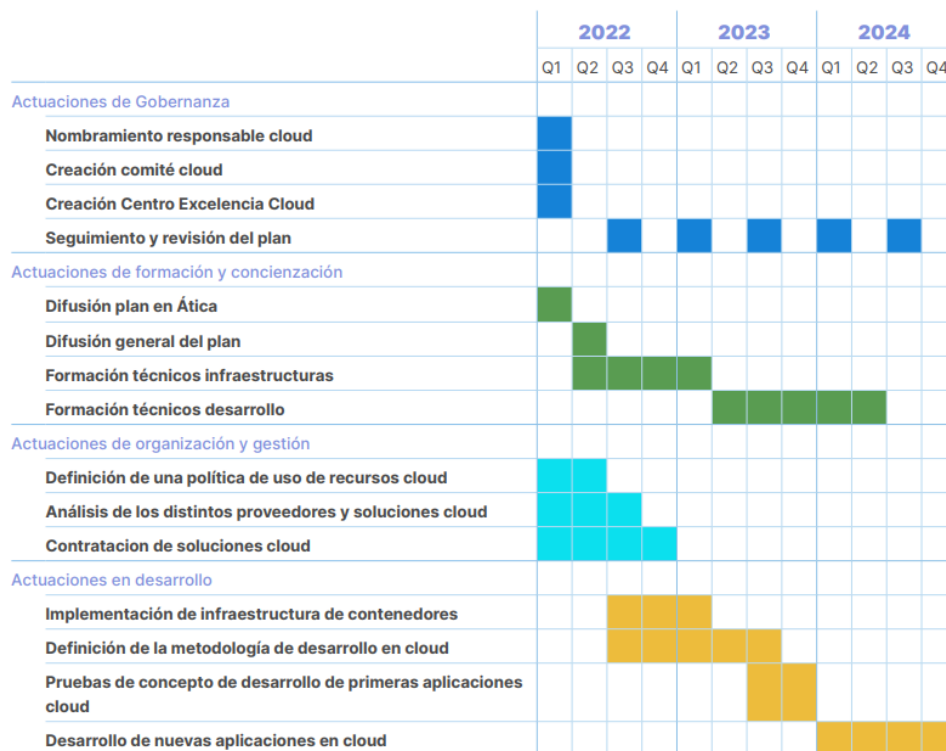 2022 2023 2024
Q1 Q2 Q3 Q4 Q1 Q2 Q3 Q4 Q1 Q2 Q3 Q4
Actuaciones de Gobernanza
Nombramiento responsable cloud
Creación comité cloud
Creación Centro Excelencia Cloud
Seguimiento y revisión del plan
Actuaciones de formación y concienzación
Difusión plan en Ática
Difusión general del plan
Formación técnicos infraestructuras
Formación técnicos desarrollo
Actuaciones de organización y gestión
Definición de una política de uso de recursos cloud
Análisis de los distintos proveedores y soluciones cloud
Contratacion de soluciones cloud
Actuaciones en desarrollo
Implementación de infraestructura de contenedores
Definición de la metodología de desarrollo en cloud
Pruebas de concepto de desarrollo de primeras aplicaciones
cloud
Desarrollo de nuevas aplicaciones en cloud